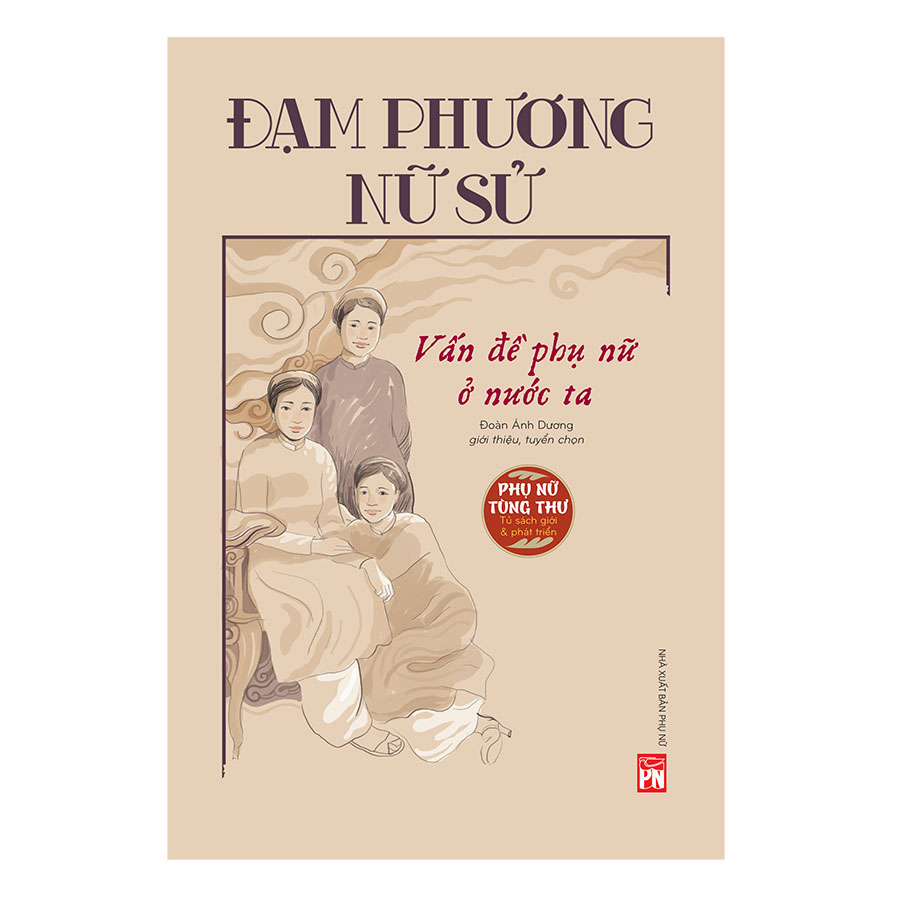 ĐẠM PHƯƠNG
NỮ SỬ
Vấn đề phụ nữ
ở nước ta
Đoàn Ánh Dương
giới thiệu, tuyển chọn
PHỤ NỮ
TÙNG THƯ
Tủ sách giới
& phát triển
NHÀ XUẤT BẢN PHỤ NỮ
PN